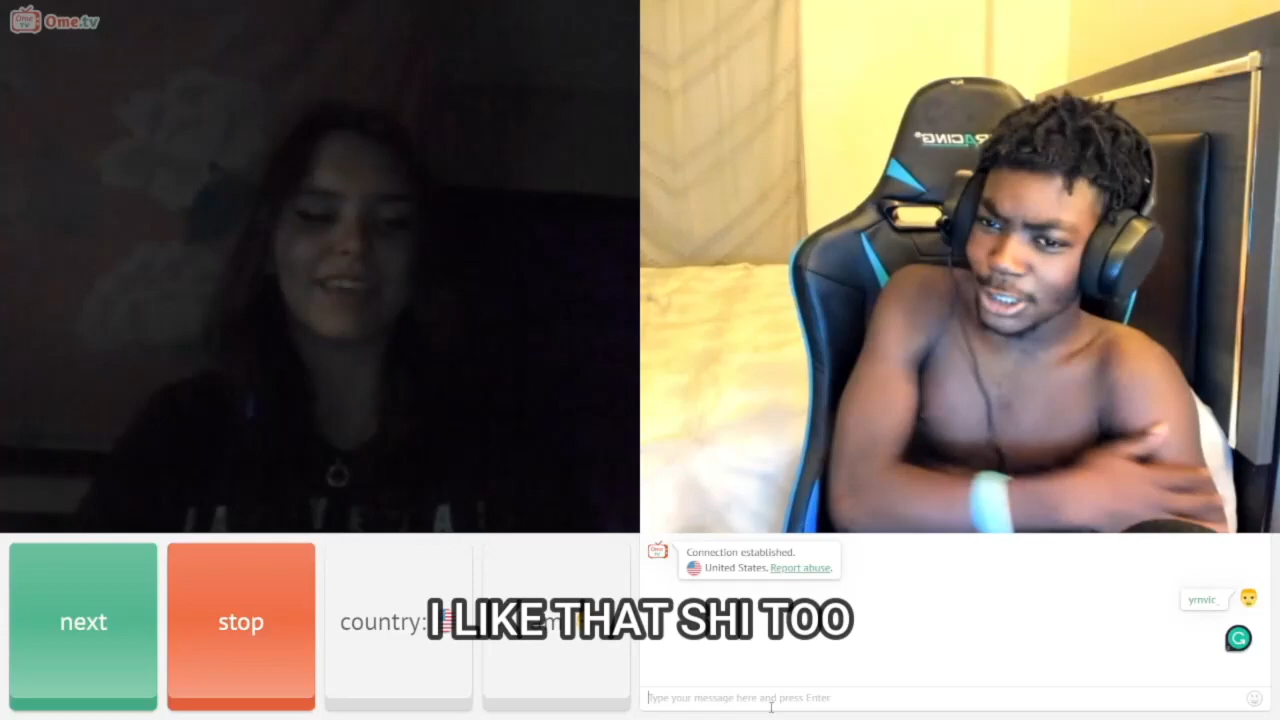 Ome.tv
RACING®
Connection established.
United States. Report abuse.
yrnvic_
next
stop
country:
I LIKE THAT SHI TOO
Type your message here and press Enter